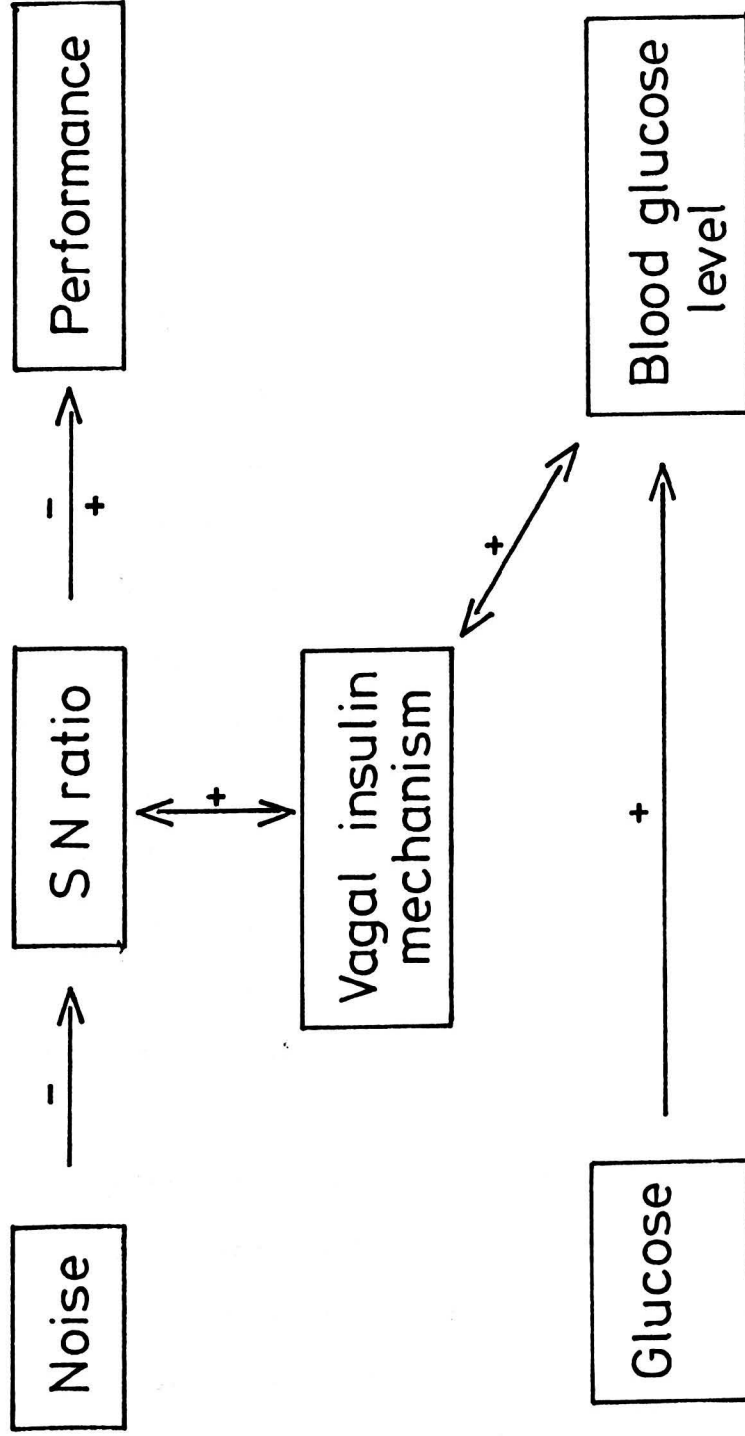 Noise
-
S N ratio
-
+
Performance
+
Vagal insulin
mechanism
+
Glucose
+
Blood glucose
level